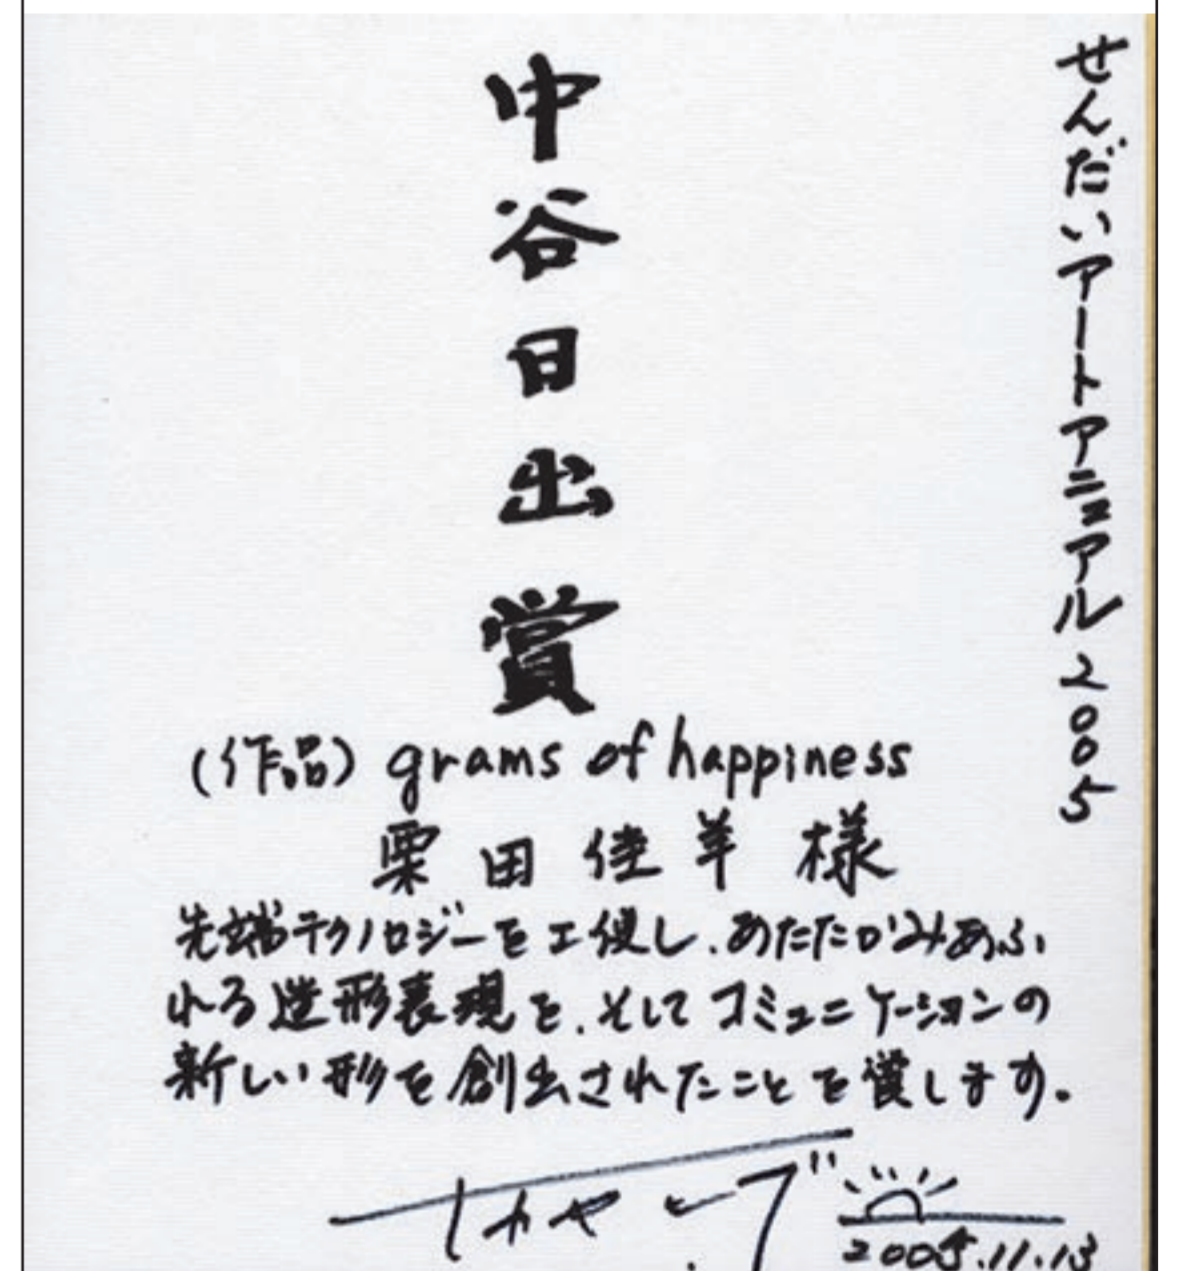 せんだいアートアニュアル2005
中谷日出賞
(作品) grams of happiness
栗田佳羊様
先端テクノロジーを工使し、あたたかみあふ
れる造形表現を、そしてコミュニケーションの
新しい形を創出されたことを賞します。
2005.11.13